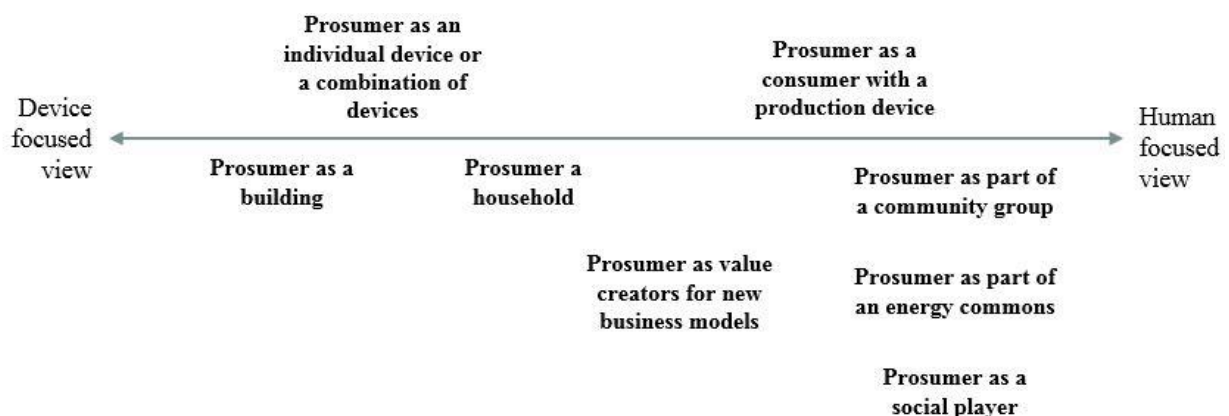 Prosumer as an
individual device or
a combination of
devices
Prosumer as a
consumer with a
production device
Device
focused
view
Human
focused
view
Prosumer as a
building
Prosumer a
household
Prosumer as part of
a community group
Prosumer as value
creators for new
business models
Prosumer as part of
an energy commons
Prosumer as a
social player